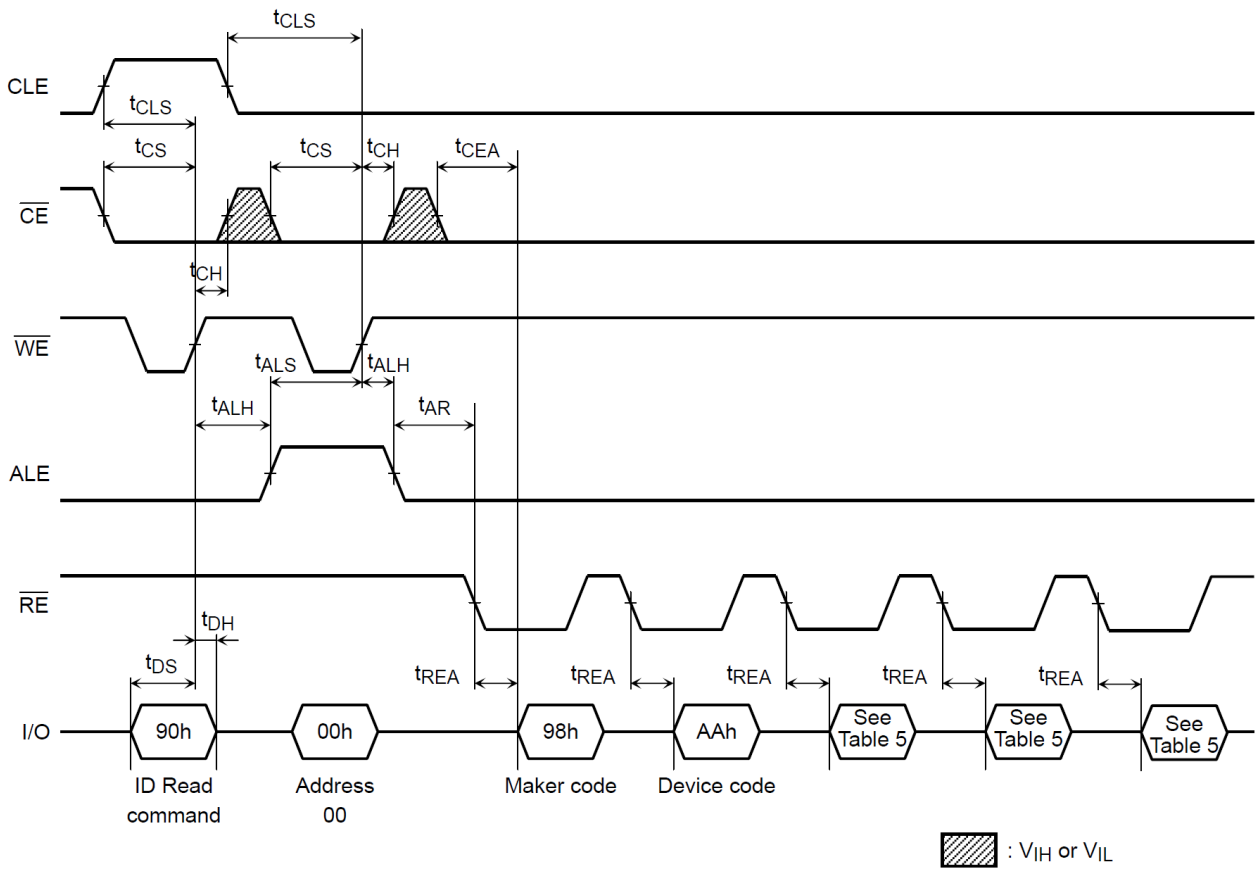 tCLS
CLE
tCLS
tCS
tCS
tCH
tCEA
CE
tCH
WE
tALS
tALH
tALH
tAR
ALE
RE
tDH
tDS
tREA
tREA
tREA
tREA
tREA
I/O
90h
00h
98h
AAh
See
Table 5
See
Table 5
See
Table 5
ID Read
command
Address
00
Maker code
Device code
: VIH or VIL